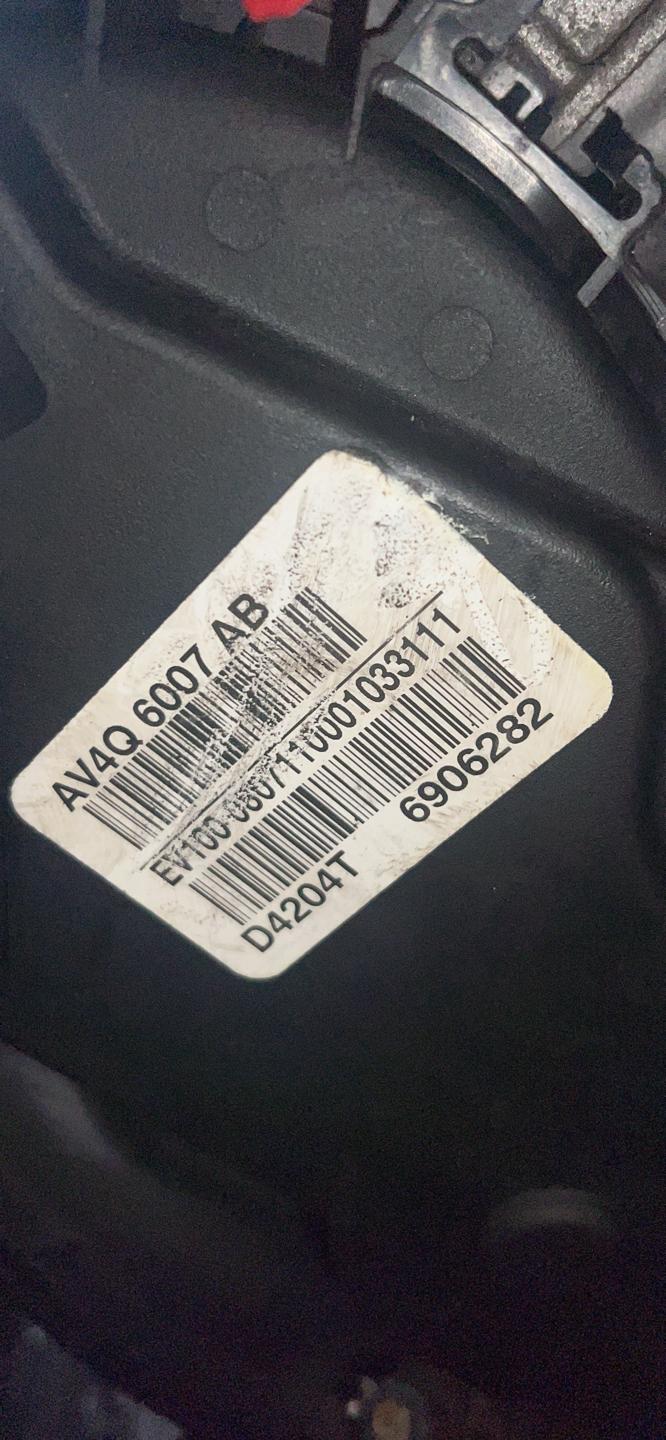 AV4Q 6007 AB
EV100 0807110001033111
D4204T 6906282